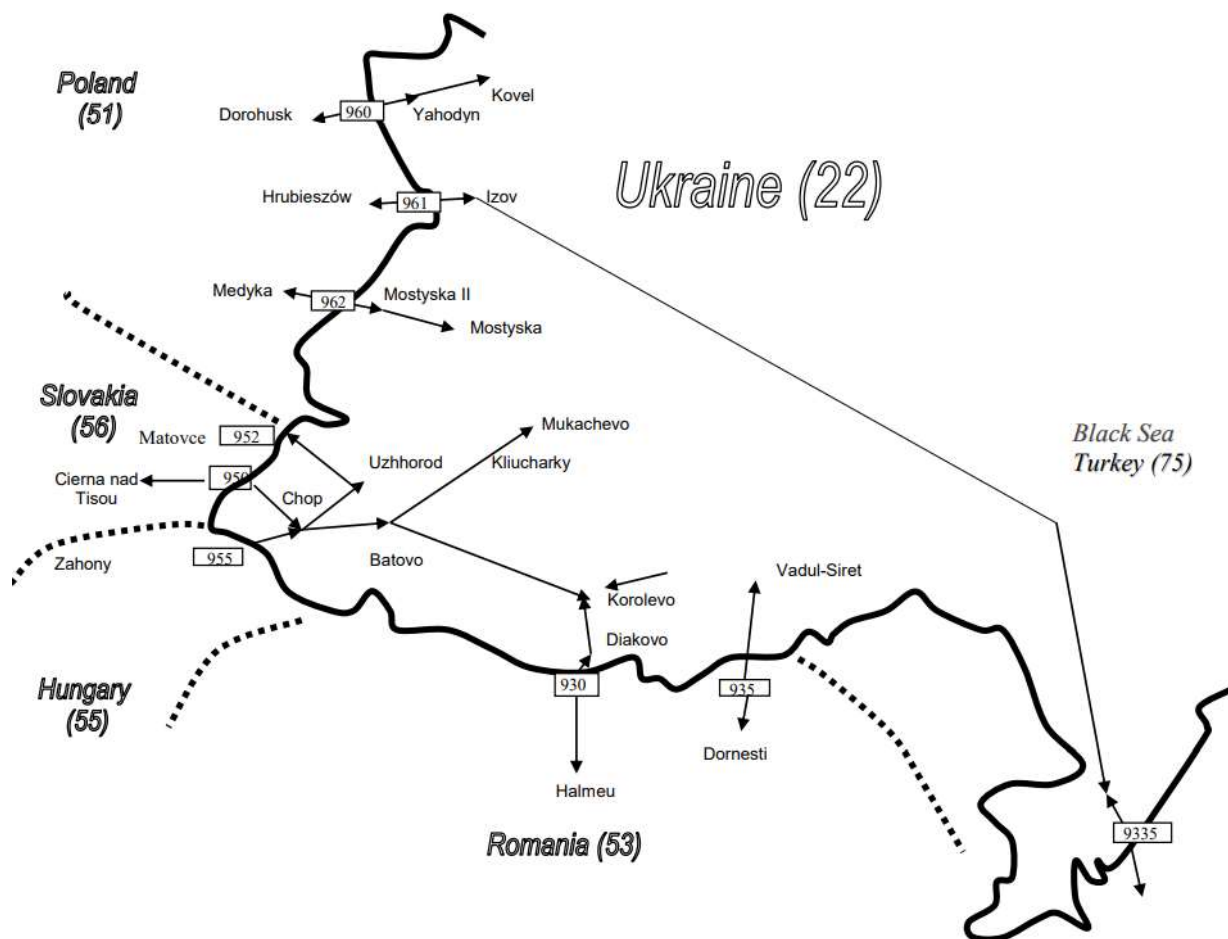 Poland
(51)
Kovel
Dorohusk
960
Yahodyn
Ukraine (22)
Hrubieszów
961
Izov
Medyka
962
Mostyska II
Mostyska
Slovakia
(56)
Matovce
952
Mukachevo
Black Sea
Turkey (75)
Uzhhorod
Kliucharky
Cierna nad
Tisou
950
Chop
Zahony
955
Batovo
Vadul-Siret
Korolevo
Diakovo
Hungary
(55)
930
935
Dornesti
Halmeu
Romania (53)
9335